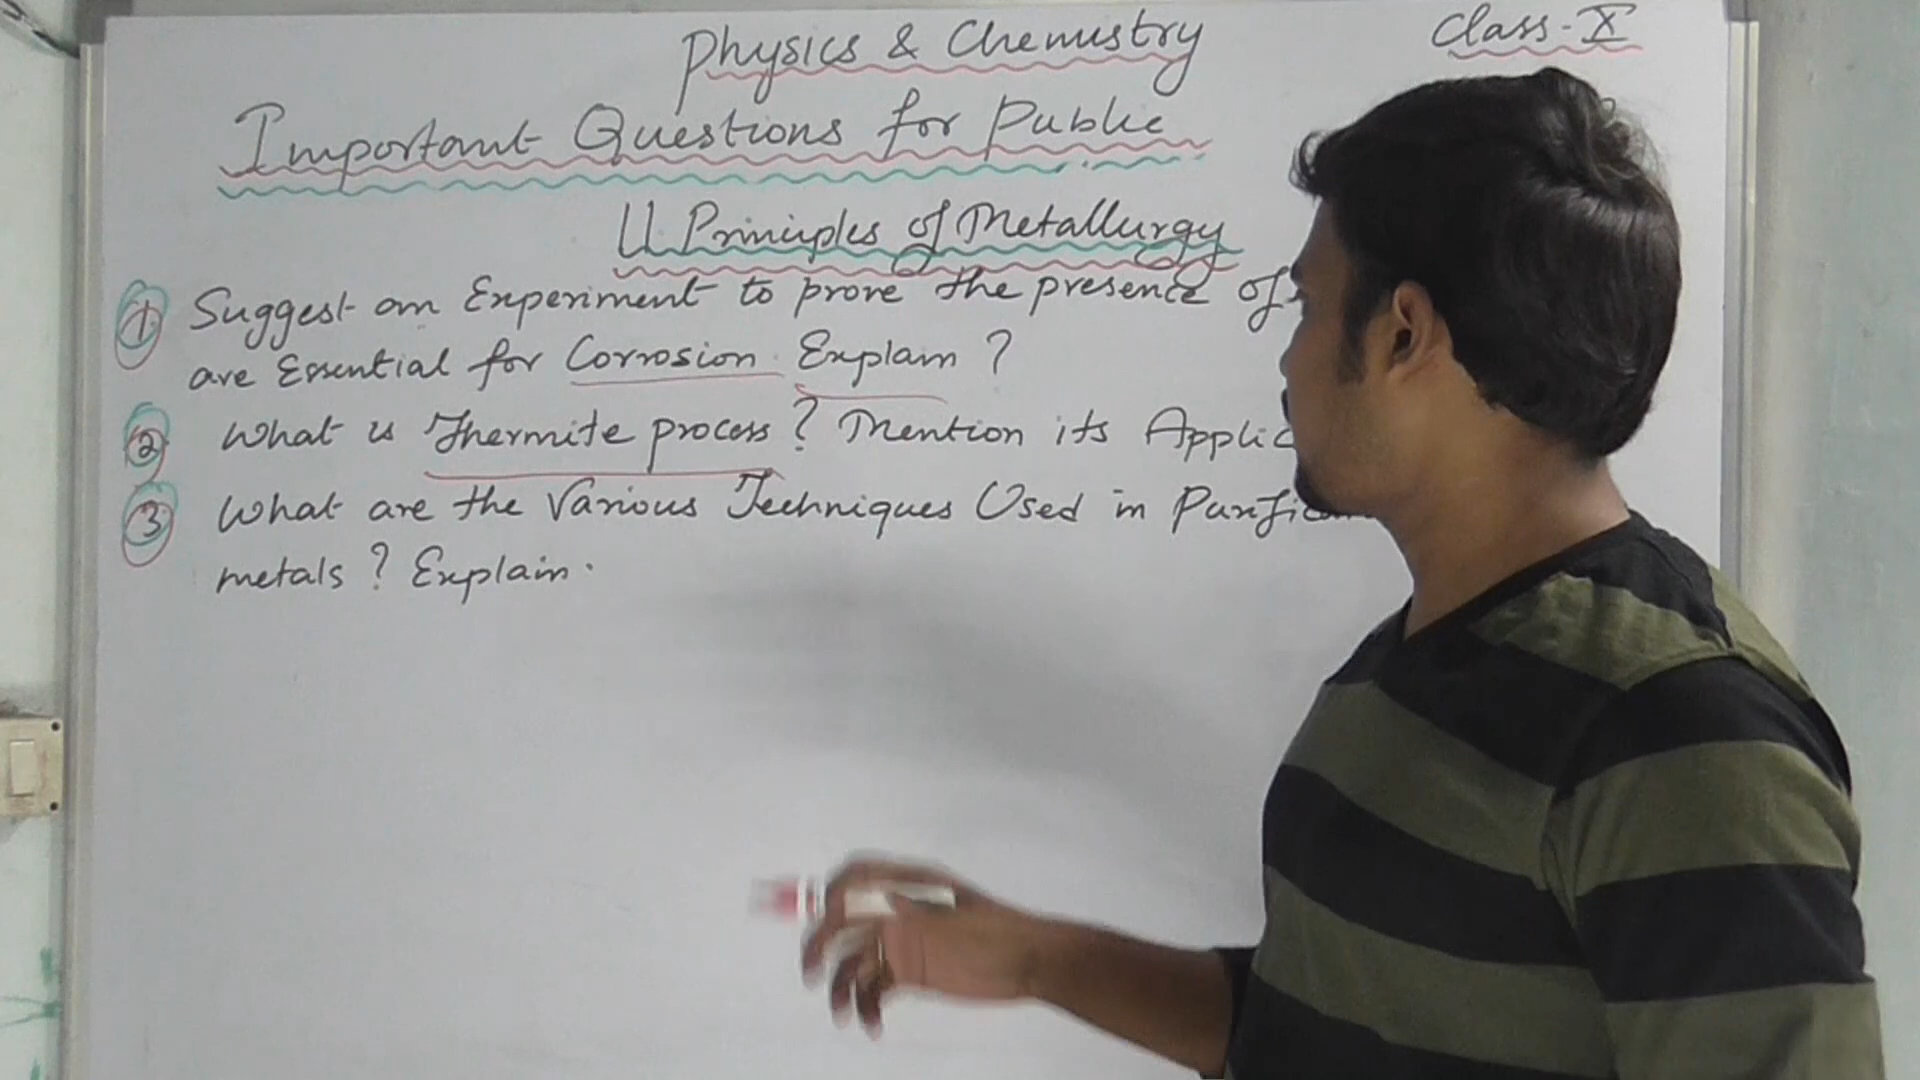 Physics & Chemistry
Class-X
Important Questions for Public
11 Principles of Metallurgy
1. Suggest an Experiment to prove the presence of
are Essential for Corrosion. Explain?
2 What is Thermite process? Mention its Applic
3 What are the Various Techniques Used in Purific
metals? Explain.